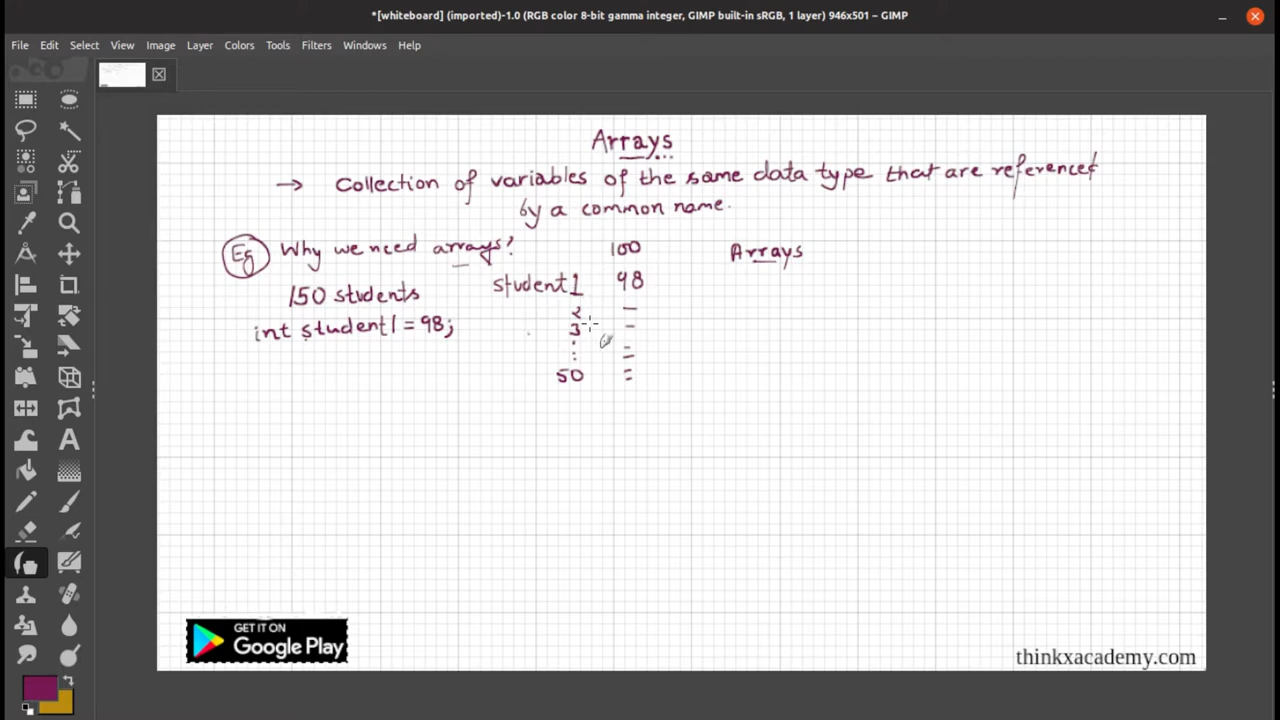 *[whiteboard] (imported)-1.0 (RGB color 8-bit gamma integer, GIMP built-in sRGB, 1 layer) 946x501 – GIMP
File Edit Select View Image Layer Colors Tools Filters Windows Help
Arrays
→ Collection of variables of the same data type that are referenced
by a common name.
Eg Why we need arrays? 100 Arrays
150 students student1 98
2 –
int student1 = 98; 3 –
: –
: –
50 =
GET IT ON
Google Play
thinkxacademy.com